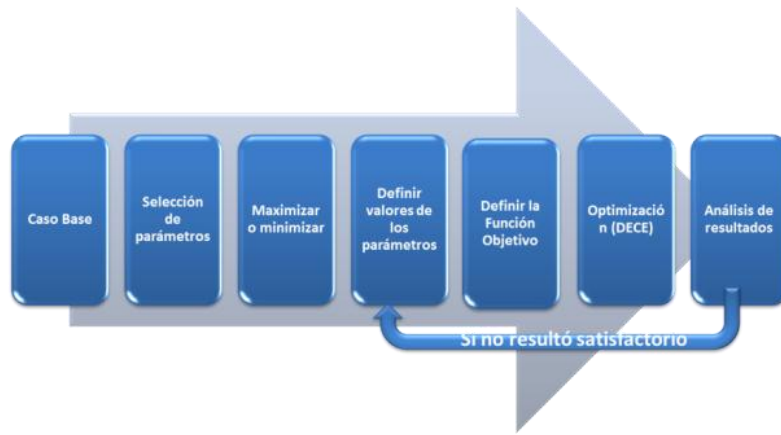 Caso Base
Selección
de
parámetros
Maximizar
o minimizar
Definir
valores de
los
parámetros
Definir la
Función
Objetivo
Optimizació
n (DECE)
Análisis de
resultados
Si no resultó satisfactorio